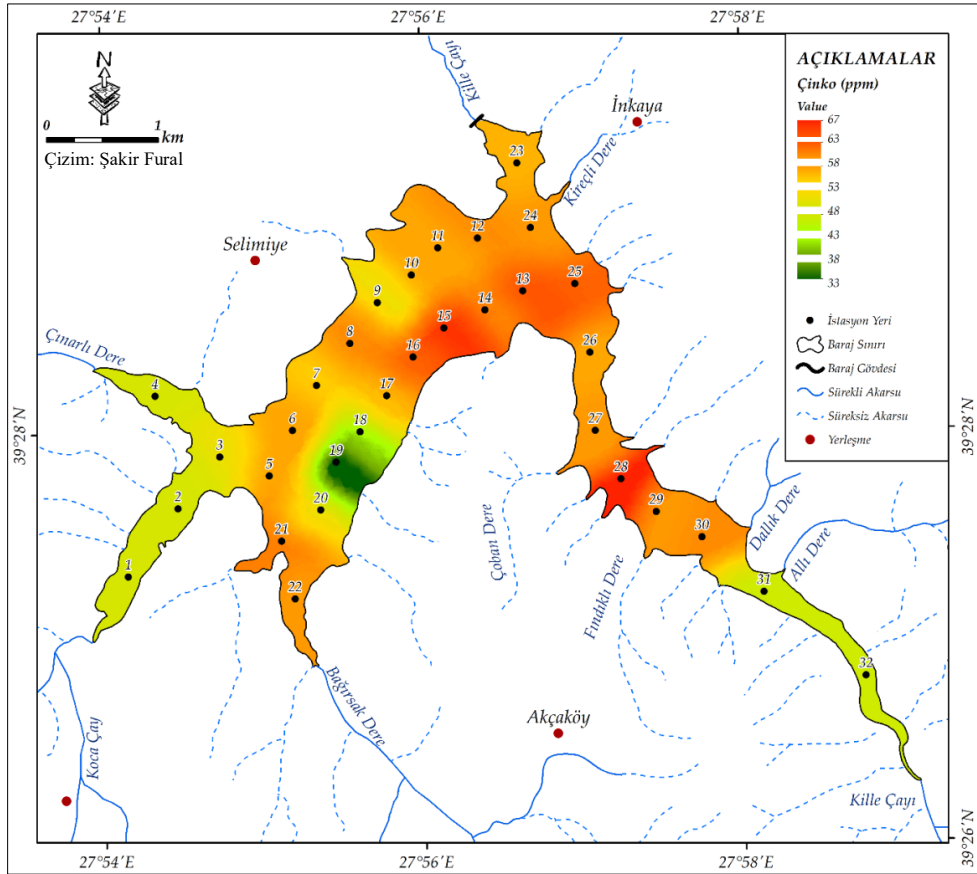 27°54'E
27°56'E
27°58'E
N
0 1
km
Çizim: Şakir Fural
Kille Çayı
İnkaya
Kireçli Dere
Selimiye
Çınarlı Dere
39°28'N
39°28'N
AÇIKLAMALAR
Çinko (ppm)
Value
67
63
58
53
48
43
38
33
İstasyon Yeri
Baraj Sınırı
Baraj Gövdesi
Sürekli Akarsu
Süreksiz Akarsu
Yerleşme
23
24
12
11
10
25
13
9
14
15
8
26
16
7
17
4
6
18
27
3
19
5
28
2
20
29
30
21
1
31
22
32
Çoban Dere
Fındıklı Dere
Dallık Dere
Allı Dere
Bağırsak Dere
Akçaköy
Koca Çay
Kille Çayı
39°26'N
27°54'E
27°56'E
27°58'E